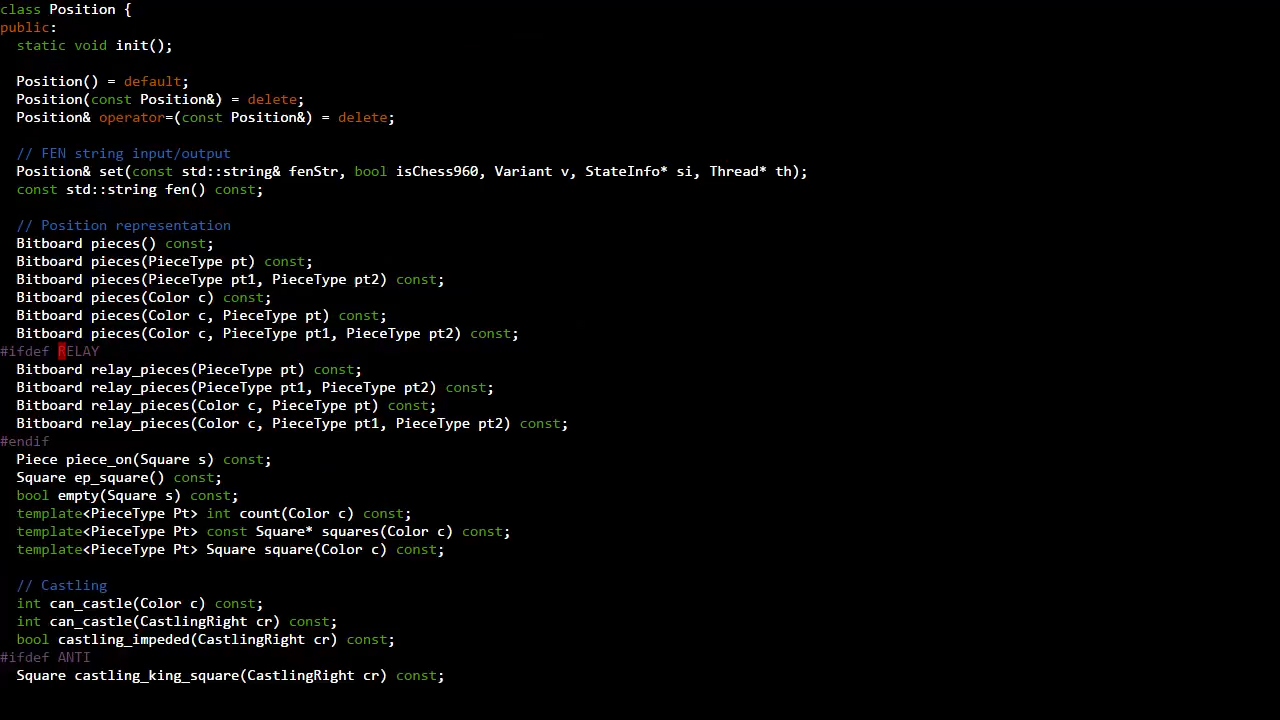 class Position {
public:
  static void init();

  Position() = default;
  Position(const Position&) = delete;
  Position& operator=(const Position&) = delete;

  // FEN string input/output
  Position& set(const std::string& fenStr, bool isChess960, Variant v, StateInfo* si, Thread* th);
  const std::string fen() const;

  // Position representation
  Bitboard pieces() const;
  Bitboard pieces(PieceType pt) const;
  Bitboard pieces(PieceType pt1, PieceType pt2) const;
  Bitboard pieces(Color c) const;
  Bitboard pieces(Color c, PieceType pt) const;
  Bitboard pieces(Color c, PieceType pt1, PieceType pt2) const;
#ifdef RELAY
  Bitboard relay_pieces(PieceType pt) const;
  Bitboard relay_pieces(PieceType pt1, PieceType pt2) const;
  Bitboard relay_pieces(Color c, PieceType pt) const;
  Bitboard relay_pieces(Color c, PieceType pt1, PieceType pt2) const;
#endif
  Piece piece_on(Square s) const;
  Square ep_square() const;
  bool empty(Square s) const;
  template<PieceType Pt> int count(Color c) const;
  template<PieceType Pt> const Square* squares(Color c) const;
  template<PieceType Pt> Square square(Color c) const;

  // Castling
  int can_castle(Color c) const;
  int can_castle(CastlingRight cr) const;
  bool castling_impeded(CastlingRight cr) const;
#ifdef ANTI
  Square castling_king_square(CastlingRight cr) const;